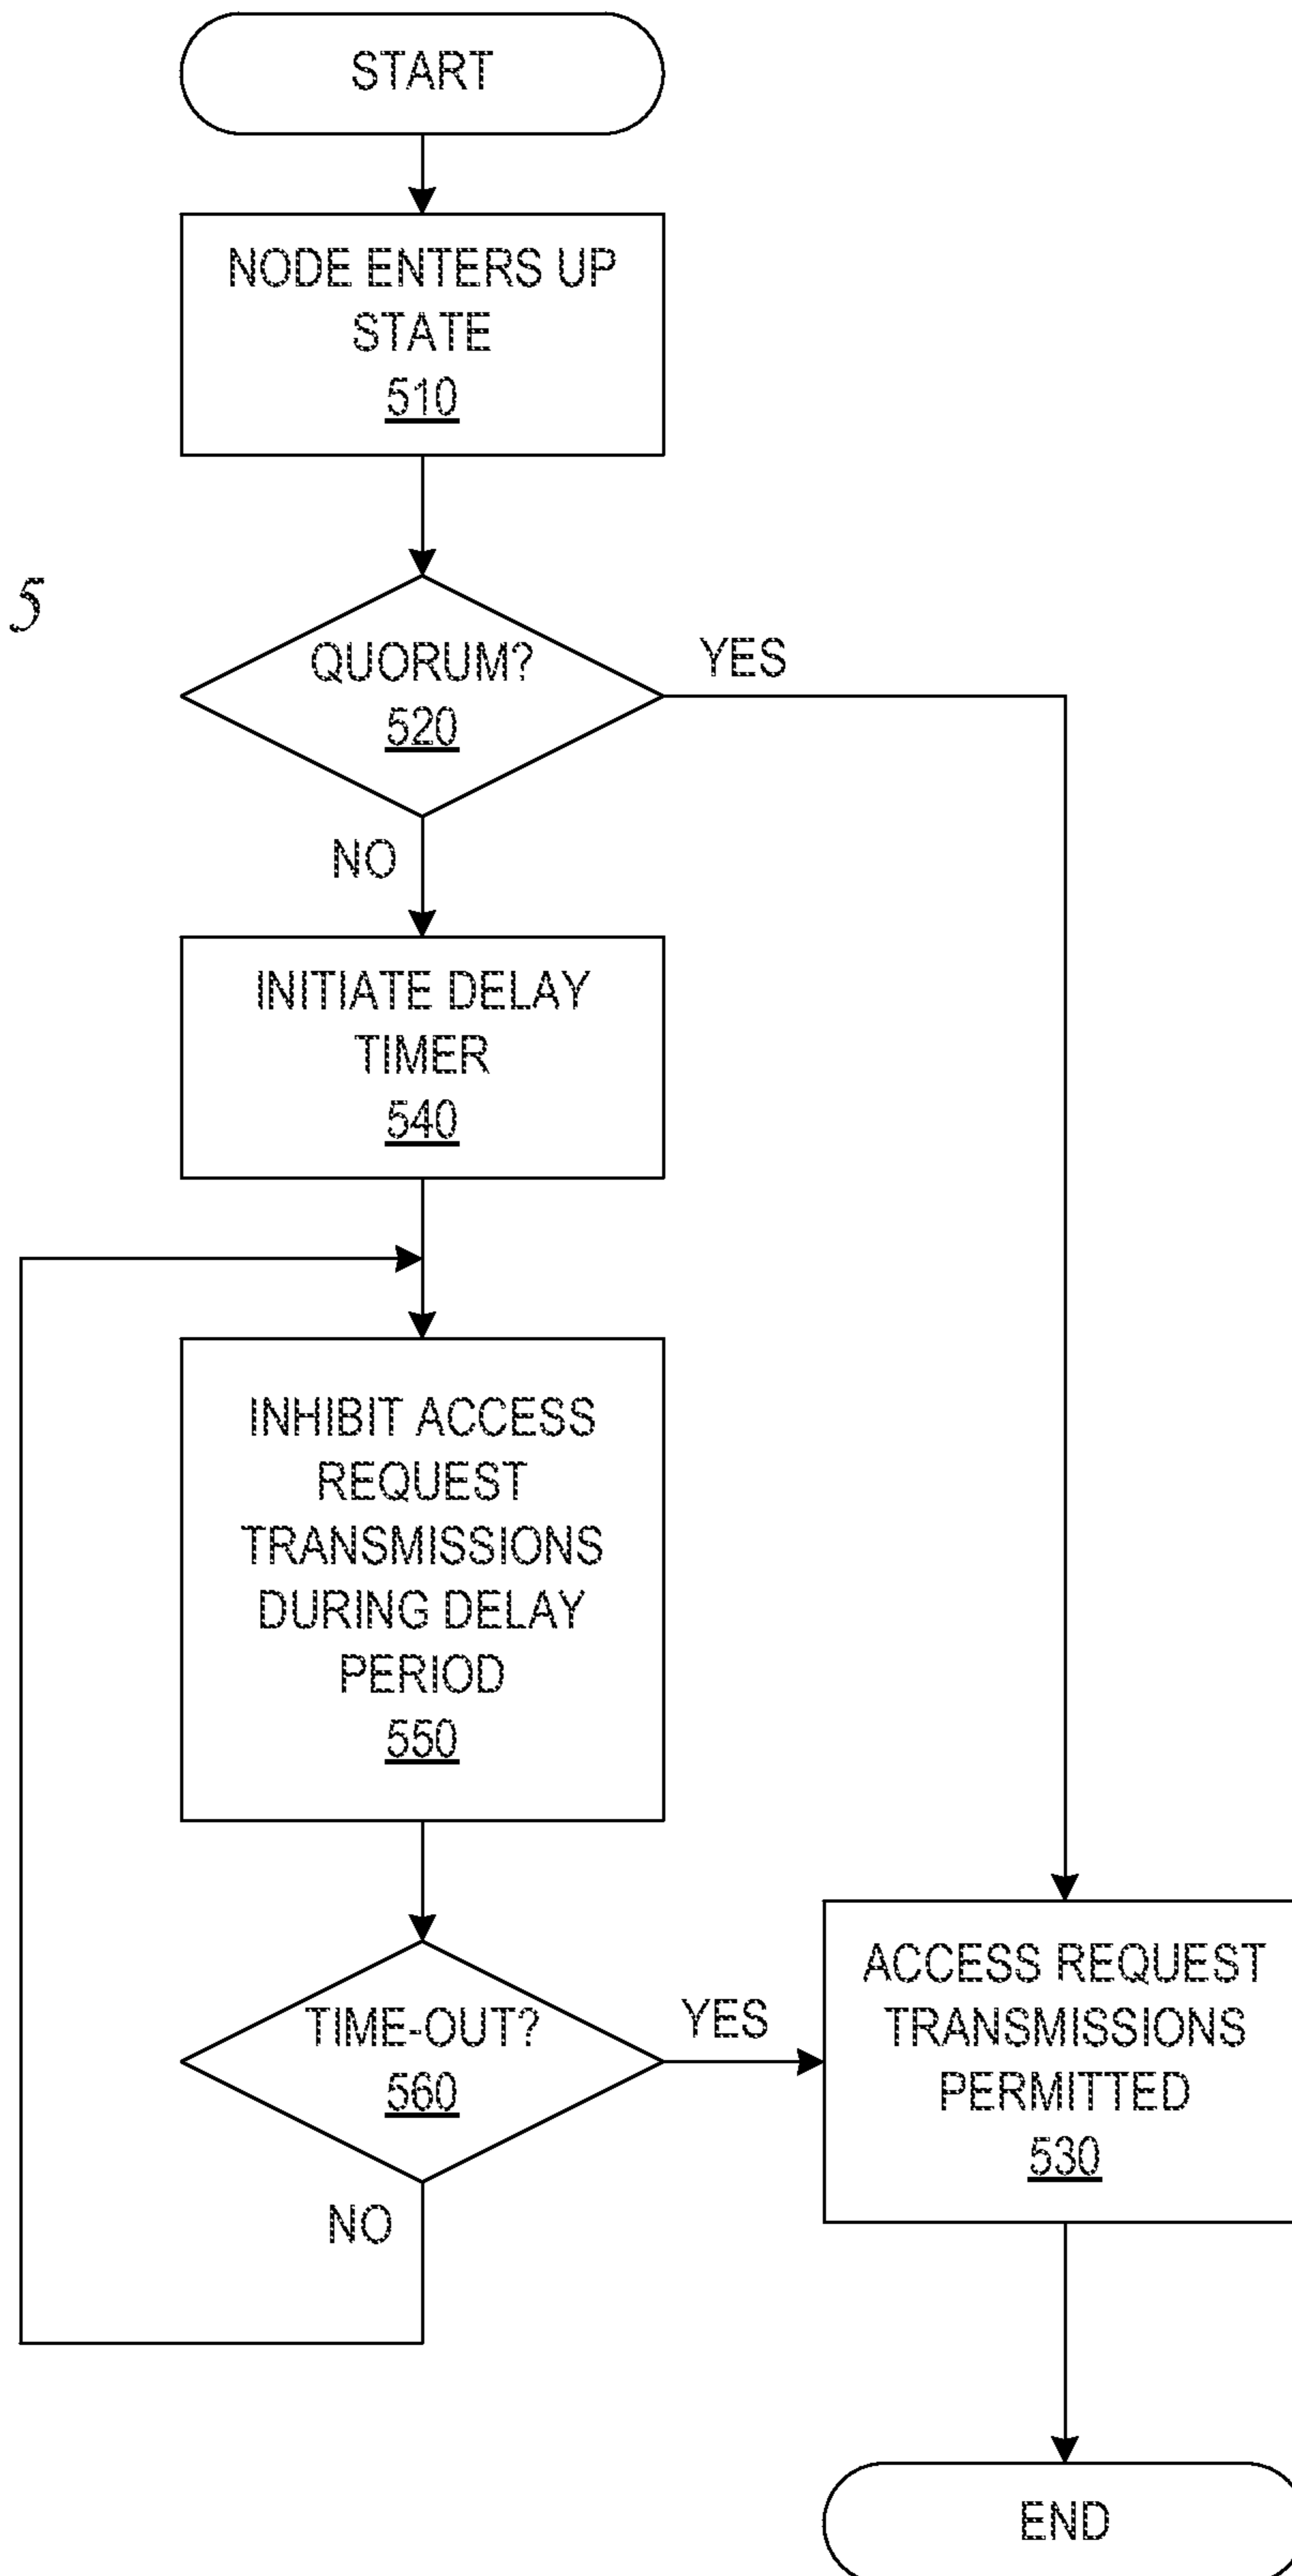 START
NODE ENTERS UP
STATE
510
5
QUORUM?
520
YES
NO
INITIATE DELAY
TIMER
540
INHIBIT ACCESS
REQUEST
TRANSMISSIONS
DURING DELAY
PERIOD
550
TIME-OUT?
560
YES
NO
ACCESS REQUEST
TRANSMISSIONS
PERMITTED
530
END